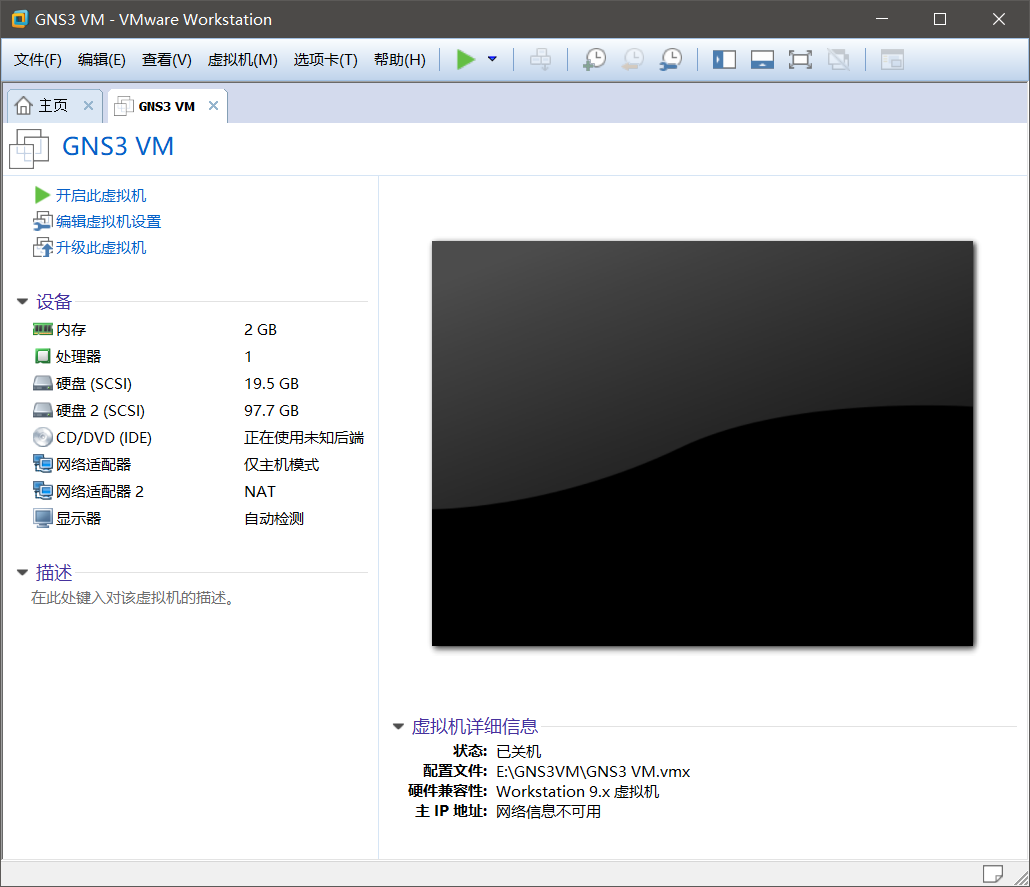 GNS3 VM - VMware Workstation
文件(F) 编辑(E) 查看(V) 虚拟机(M) 选项卡(T) 帮助(H)
主页 GNS3 VM
GNS3 VM
开启此虚拟机
编辑虚拟机设置
升级此虚拟机
设备
内存 2 GB
处理器 1
硬盘 (SCSI) 19.5 GB
硬盘 2 (SCSI) 97.7 GB
CD/DVD (IDE) 正在使用未知后端
网络适配器 仅主机模式
网络适配器 2 NAT
显示器 自动检测
描述
在此处键入对该虚拟机的描述。
虚拟机详细信息
状态: 已关机
配置文件: E:\GNS3VM\GNS3 VM.vmx
硬件兼容性: Workstation 9.x 虚拟机
主 IP 地址: 网络信息不可用